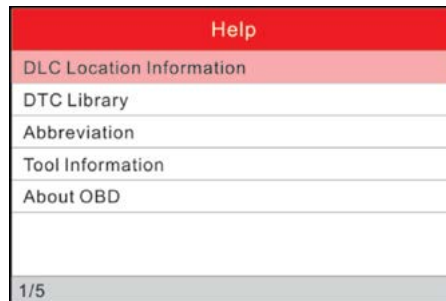 Help
DLC Location Information
DTC Library
Abbreviation
Tool Information
About OBD
1/5